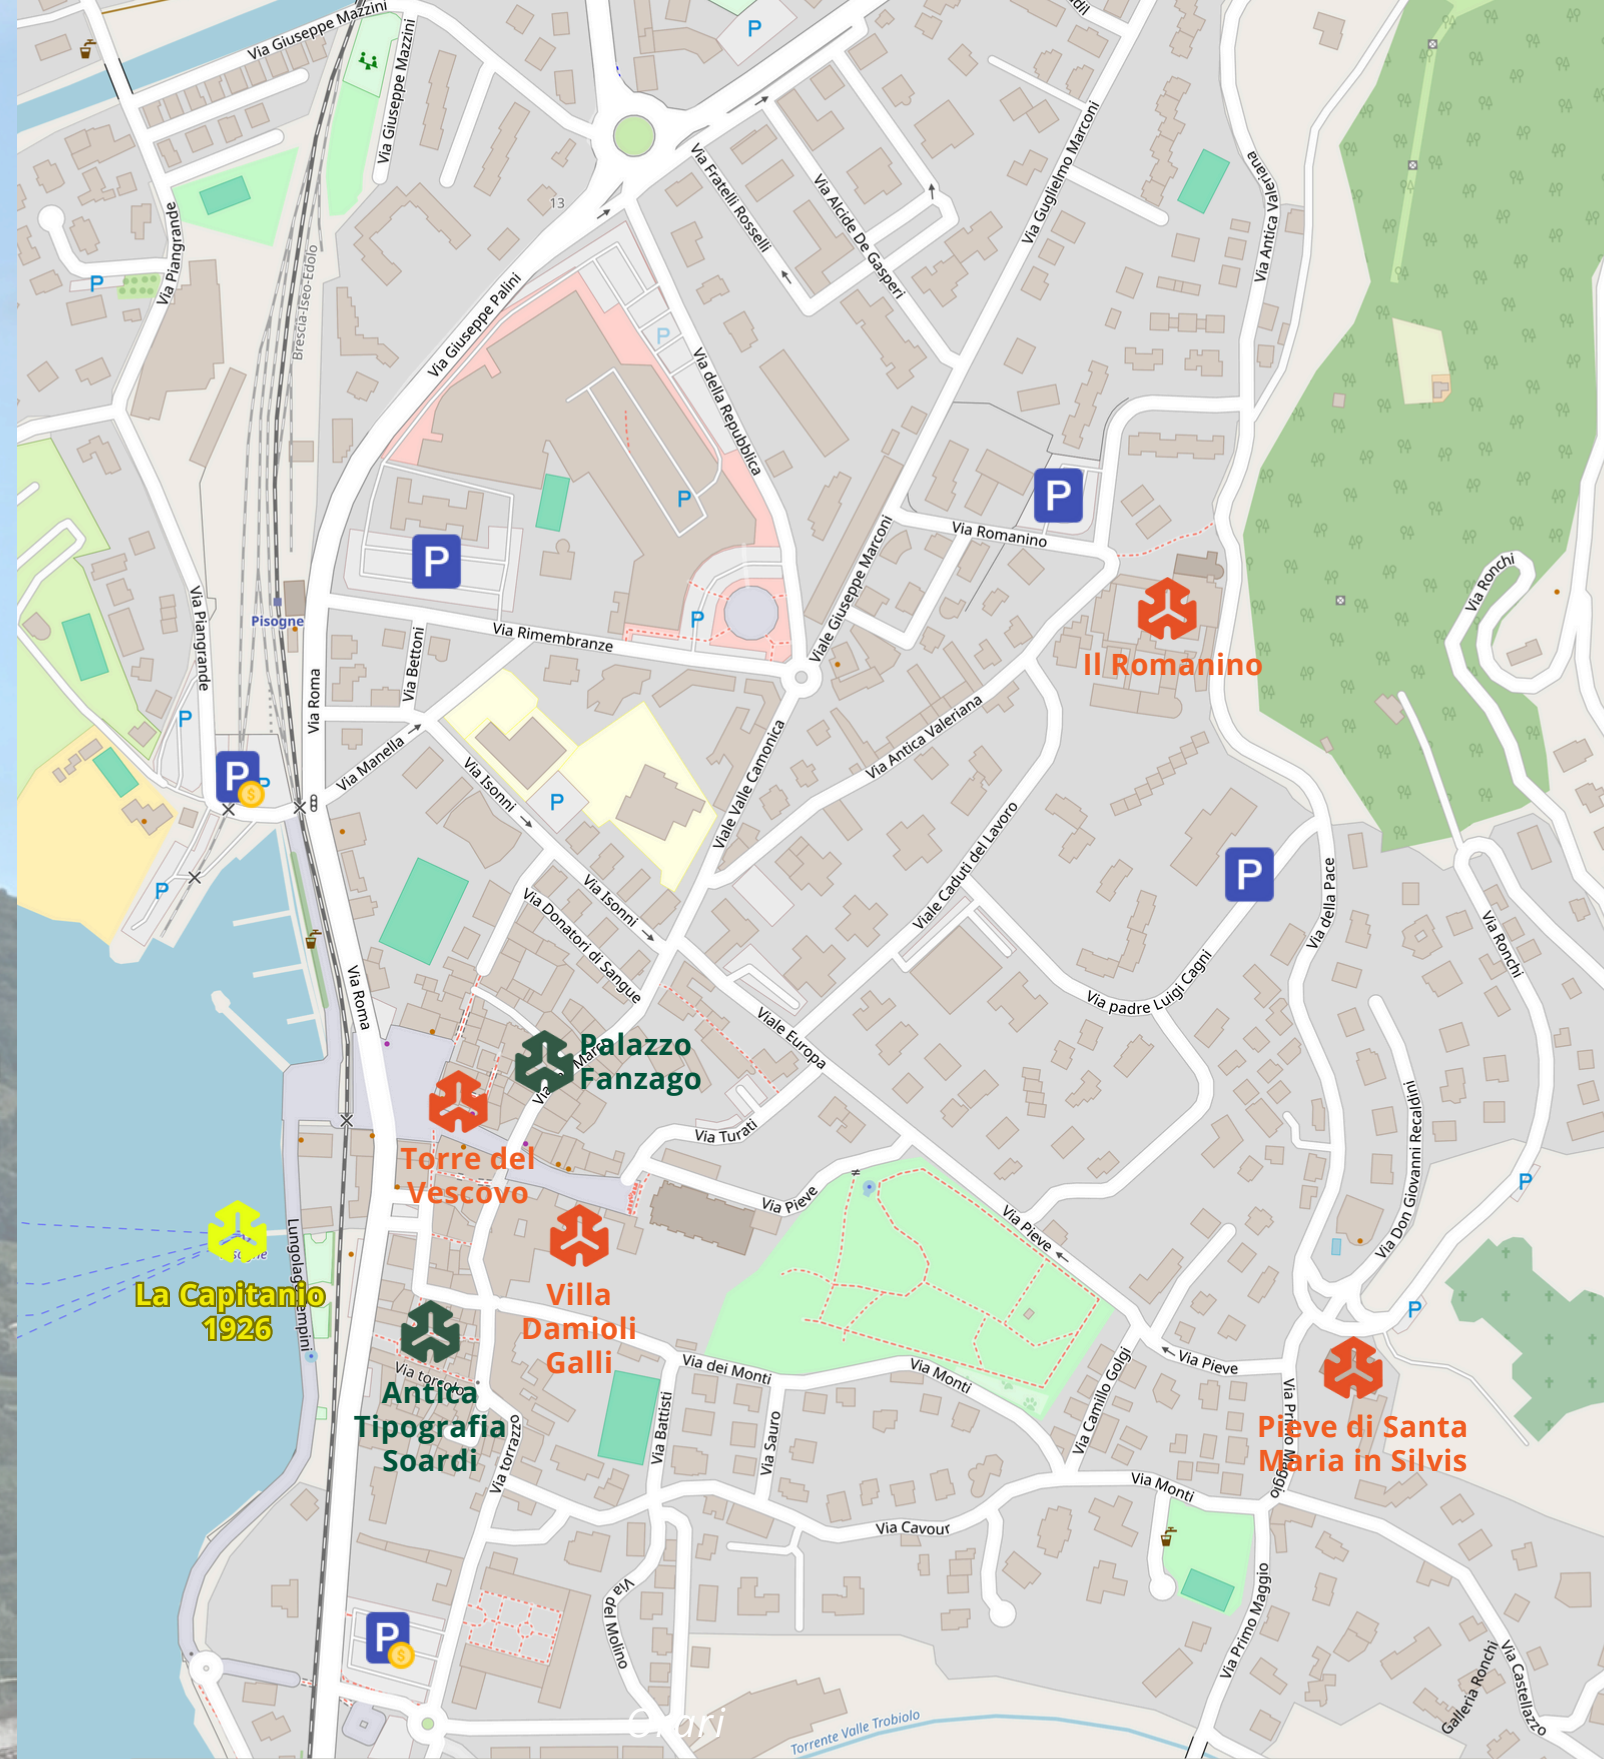 Via Giuseppe Mazzini
Via Giuseppe Mazzini
P
13
Via Piangrande
P
Brescia-Iseo-Edolo
Via Giuseppe Palini
Via Fratelli Rosselli
Via Alcide De Gasperi
Via Guglielmo Marconi
Via Antica Valeriana
Via Antica Valeriana
P
Via della Repubblica
P
P
Via Romanino
P
Viale Giuseppe Marconi
Via Ronchi
Via Piangrande
Pisogne
Via Bettoni
Via Rimembranze
P
Il Romanino
Via Roma
P
P
P
$
Via Manella
Via Isonni
P
Viale Valle Camonica
Via Antica Valeriana
Viale Caduti del Lavoro
P
P
Via Isonni
Via Donatori di Sangue
Via della Pace
Via Ronchi
Via Roma
Via padre Luigi Cagni
Viale Europa
Palazzo
Fanzago
Via Turati
Via Don Giovanni Recaldini
Torre del
Vescovo
Via Pieve
Via Pieve
P
La Capitanio
1926
Villa
Damioli
Galli
P
Via dei Monti
Via Monti
Via Camillo Golgi
Via Pieve
Via Primo Maggio
Antica
Tipografia
Soardi
Via torrazzo
Via Battisti
Via Sauro
Pieve di Santa
Maria in Silvis
Via Monti
Via Cavour
P
$
Via del Molino
Via Primo Maggio
Galleria Ronchi
Via Castellazzo
Orari
Torrente Valle Trobiolo